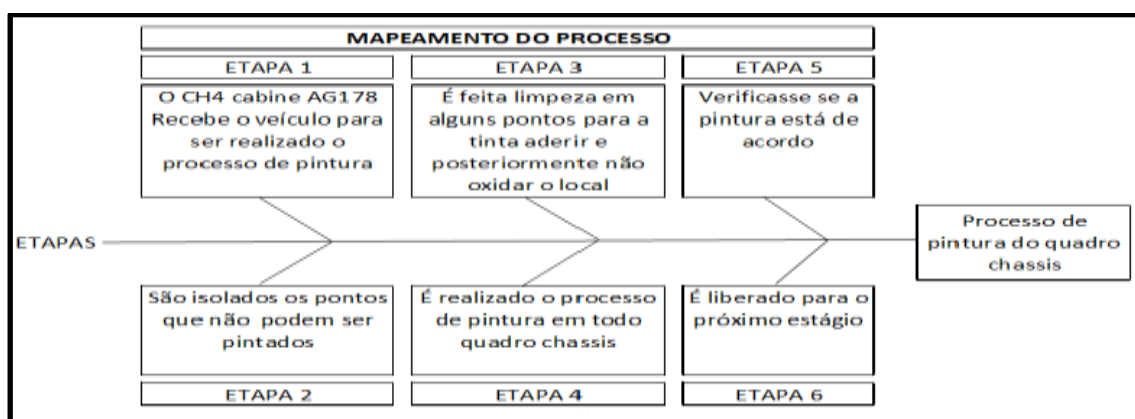 MAPEAMENTO DO PROCESSO
ETAPA 1
O CH4 cabine AG178
Recebe o veículo para
ser realizado o
processo de pintura
ETAPA 3
É feita limpeza em
alguns pontos para a
tinta aderir e
posteriormente não
oxidar o local
ETAPA 5
Verificasse se a
pintura está de
acordo
ETAPAS
Processo de
pintura do quadro
chassis
São isolados os pontos
que não podem ser
pintados
ETAPA 2
É realizado o processo
de pintura em todo
quadro chassis
ETAPA 4
É liberado para o
próximo estágio
ETAPA 6